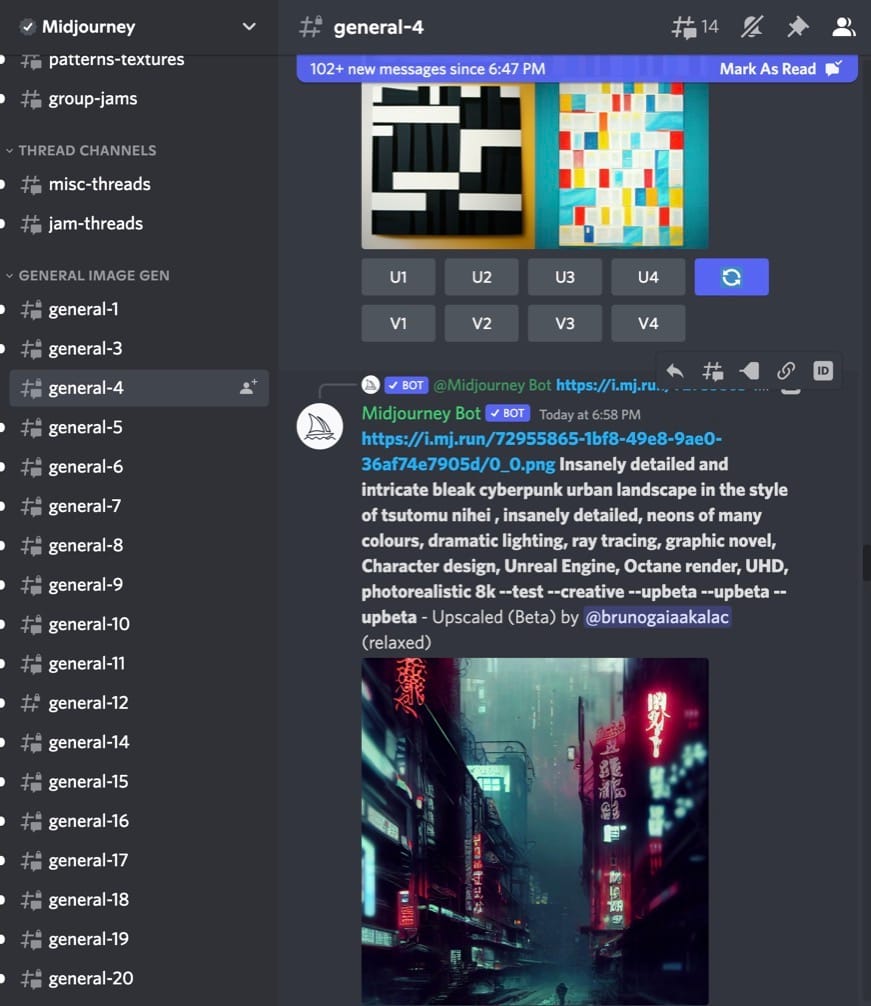 Midjourney
general-4
14
patterns-textures
group-jams
THREAD CHANNELS
misc-threads
jam-threads
GENERAL IMAGE GEN
general-1
general-3
general-4
general-5
general-6
general-7
general-8
general-9
general-10
general-11
general-12
general-14
general-15
general-16
general-17
general-18
general-19
general-20
102+ new messages since 6:47 PM
Mark As Read
U1 U2 U3 U4
V1 V2 V3 V4
ID
BOT @Midjourney Bot
Midjourney Bot BOT Today at 6:58 PM
https://i.mj.run/72955865-1bf8-49e8-9ae0-
36af74e7905d/0_0.png Insanely detailed and
intricate bleak cyberpunk urban landscape in the style
of tsutomu nihei , insanely detailed, neons of many
colours, dramatic lighting, ray tracing, graphic novel,
Character design, Unreal Engine, Octane render, UHD,
photorealistic 8k --test --creative --upbeta --upbeta --
upbeta - Upscaled (Beta) by @brunogaiaakalac
(relaxed)